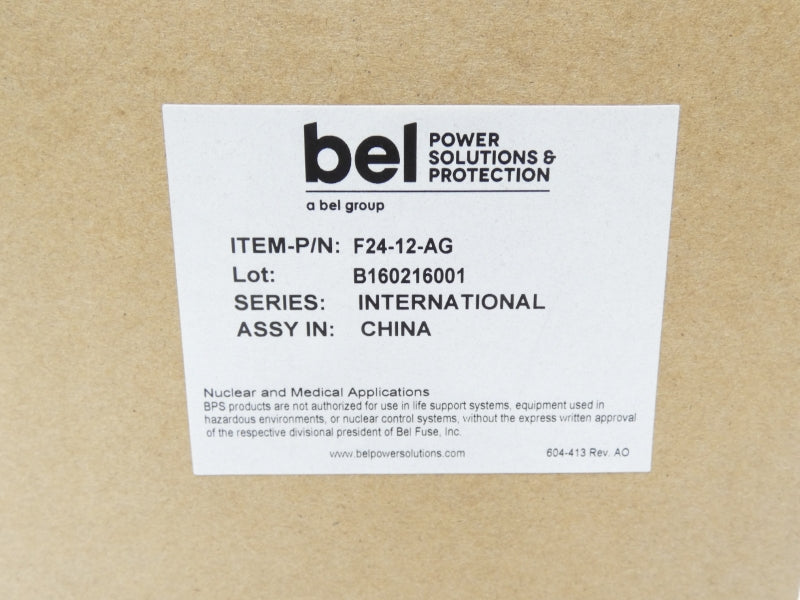 bel POWER SOLUTIONS & PROTECTION
a bel group
ITEM-P/N: F24-12-AG
Lot: B160216001
SERIES: INTERNATIONAL
ASSY IN: CHINA
Nuclear and Medical Applications
BPS products are not authorized for use in life support systems, equipment used in
hazardous environments, or nuclear control systems, without the express written approval
of the respective divisional president of Bel Fuse, Inc.
www.belpowersolutions.com 604-413 Rev. AO